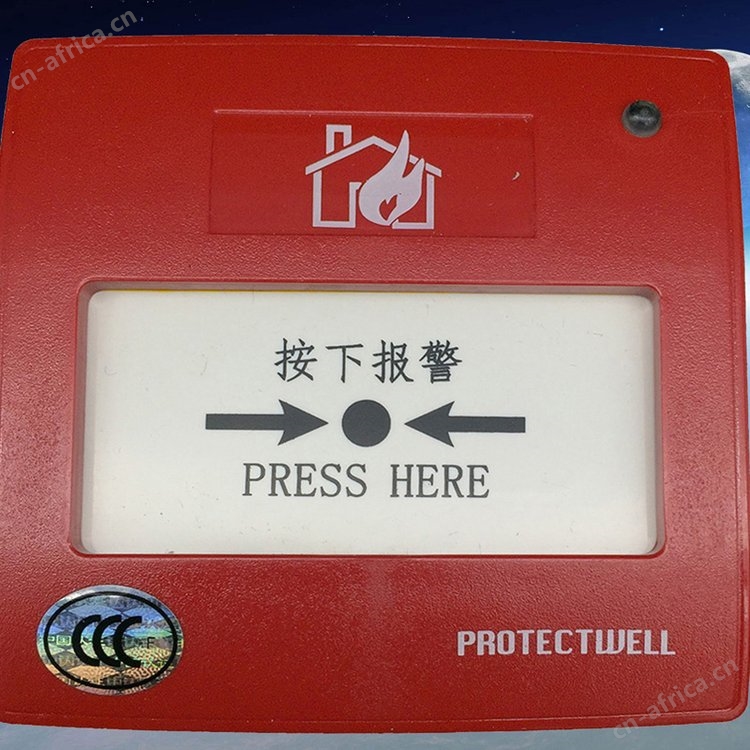 cn-africa.cn
按下报警
PRESS HERE
CCC
F
PROTECTWELL
cn-africa.cn